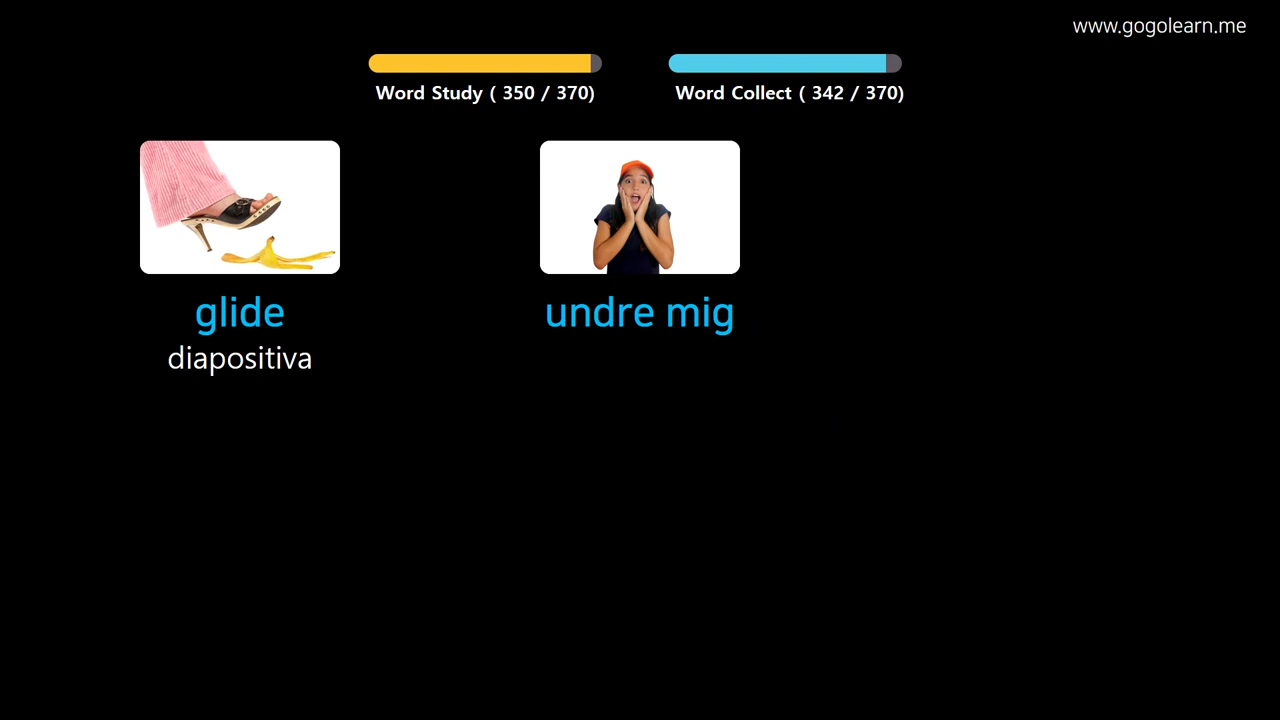 www.gogolearn.me
Word Study ( 350 / 370)
Word Collect ( 342 / 370)
glide
undre mig
diapositiva